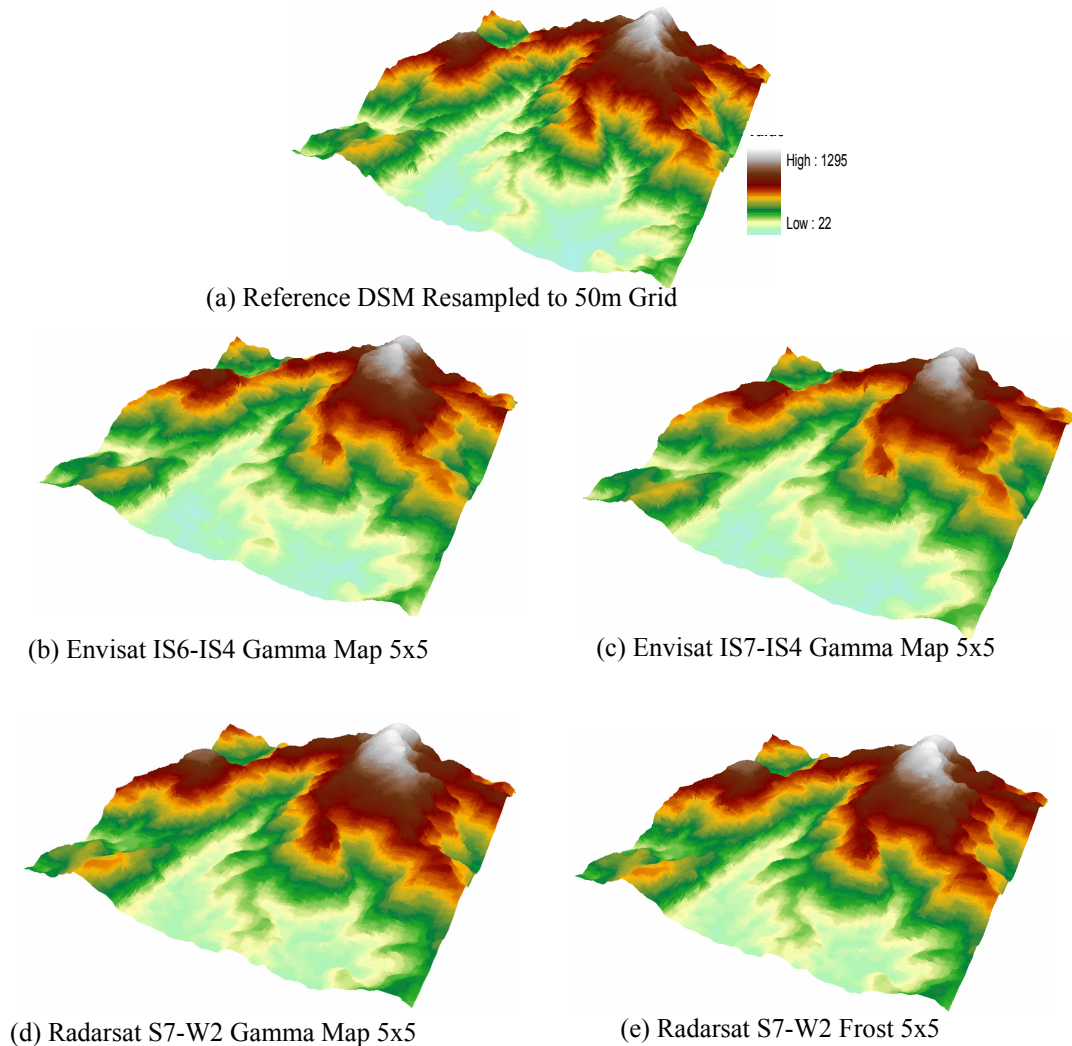 High : 1295
Low : 22
(a) Reference DSM Resampled to 50m Grid
(b) Envisat IS6-IS4 Gamma Map 5x5
(c) Envisat IS7-IS4 Gamma Map 5x5
(d) Radarsat S7-W2 Gamma Map 5x5
(e) Radarsat S7-W2 Frost 5x5